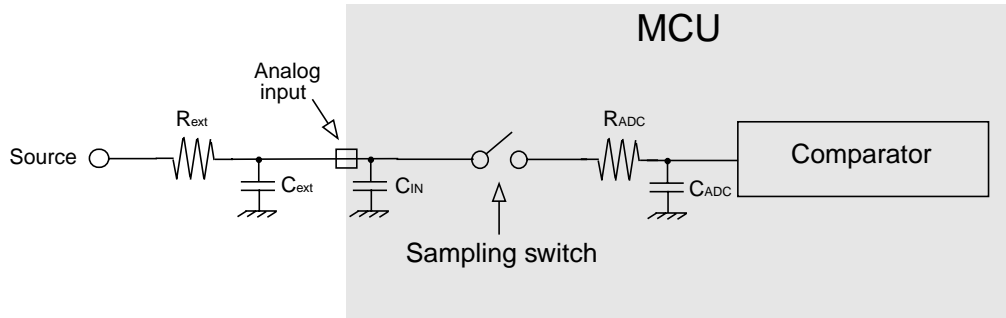 MCU
Analog
input
Rext
RADC
Source
Comparator
Cext
CIN
CADC
Sampling switch